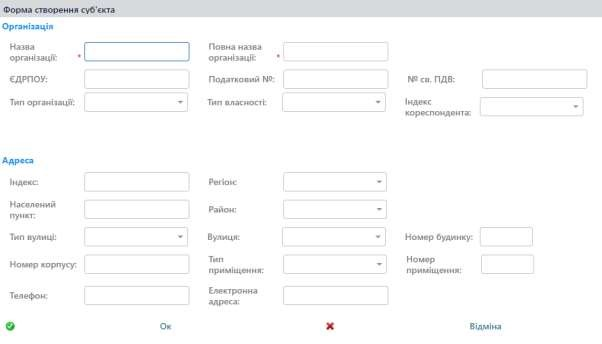 Форма створення суб'єкта
Організація
Назва
організації: *
Повна назва
організації: *
ЄДРПОУ:
Податковий №:
№ св. ПДВ:
Тип організації:
Тип власності:
Індекс
кореспондента:
Адреса
Індекс:
Регіон:
Населений
пункт:
Район:
Тип вулиці:
Вулиця:
Номер будинку:
Номер корпусу:
Тип
приміщення:
Номер
приміщення:
Телефон:
Електронна
адреса:
Ок
Відміна